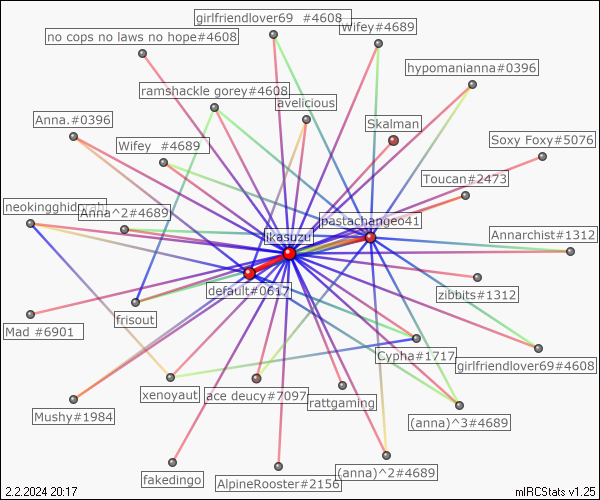 girlfriendlover69 #4608
Wifey#4689
no cops no laws no hope#4608
hypomanianna#0396
ramshackle gorey#4608
avelicious
Anna.#0396
Skalman
Soxy Foxy#5076
Wifey #4689
Toucan#2473
neokingghidorah
Anna^2#4689
pastachangeo41
ikasuzu
Annarchist#1312
default#0617
zibbits#1312
frisout
Mad #6901
Cypha#1717
girlfriendlover69#4608
xenoyaut
ace deucy#7097
rattgaming
Mushy#1984
(anna)^3#4689
fakedingo
AlpineRooster#2156
(anna)^2#4689
2.2.2024 20:17
mIRCStats v1.25